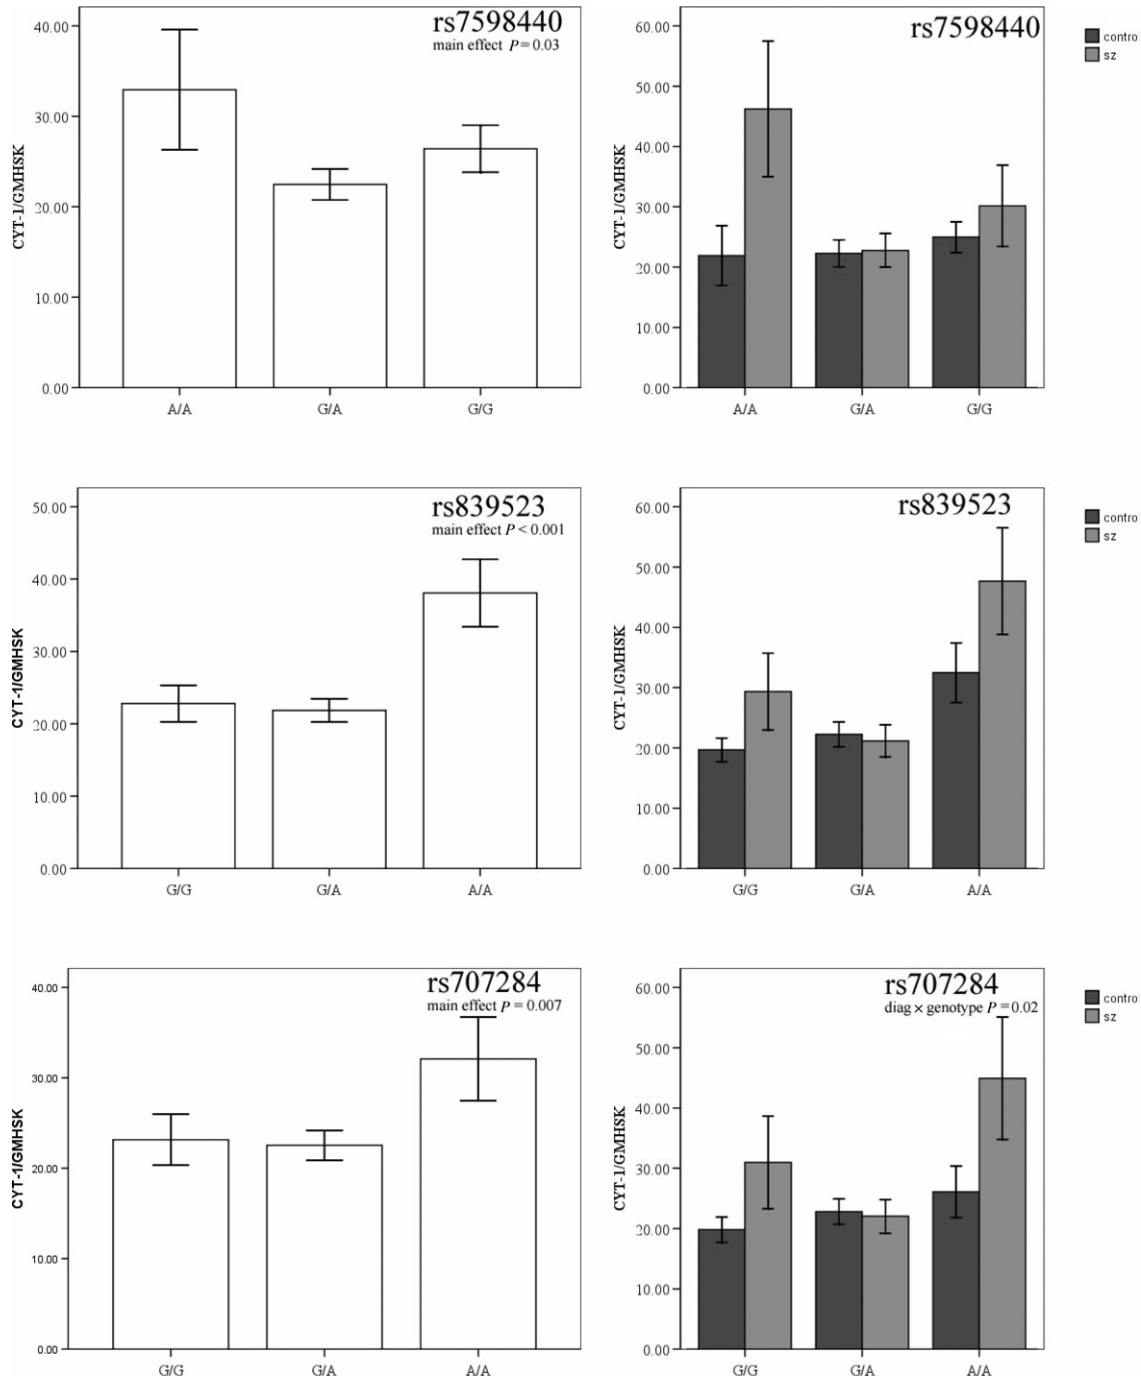 rs7598440
main effect P = 0.03
40.00
30.00
20.00
10.00
0.00
CYT-1/GMHSK
A/A G/A G/G
rs7598440
60.00
50.00
40.00
30.00
20.00
10.00
0.00
CYT-1/GMHSK
A/A G/A G/G
control
sz
rs839523
main effect P < 0.001
50.00
40.00
30.00
20.00
10.00
0.00
CYT-1/GMHSK
G/G G/A A/A
rs839523
60.00
50.00
40.00
30.00
20.00
10.00
0.00
CYT-1/GMHSK
G/G G/A A/A
control
sz
rs707284
main effect P = 0.007
40.00
30.00
20.00
10.00
0.00
CYT-1/GMHSK
G/G G/A A/A
rs707284
diag × genotype P = 0.02
60.00
50.00
40.00
30.00
20.00
10.00
0.00
CYT-1/GMHSK
G/G G/A A/A
control
sz